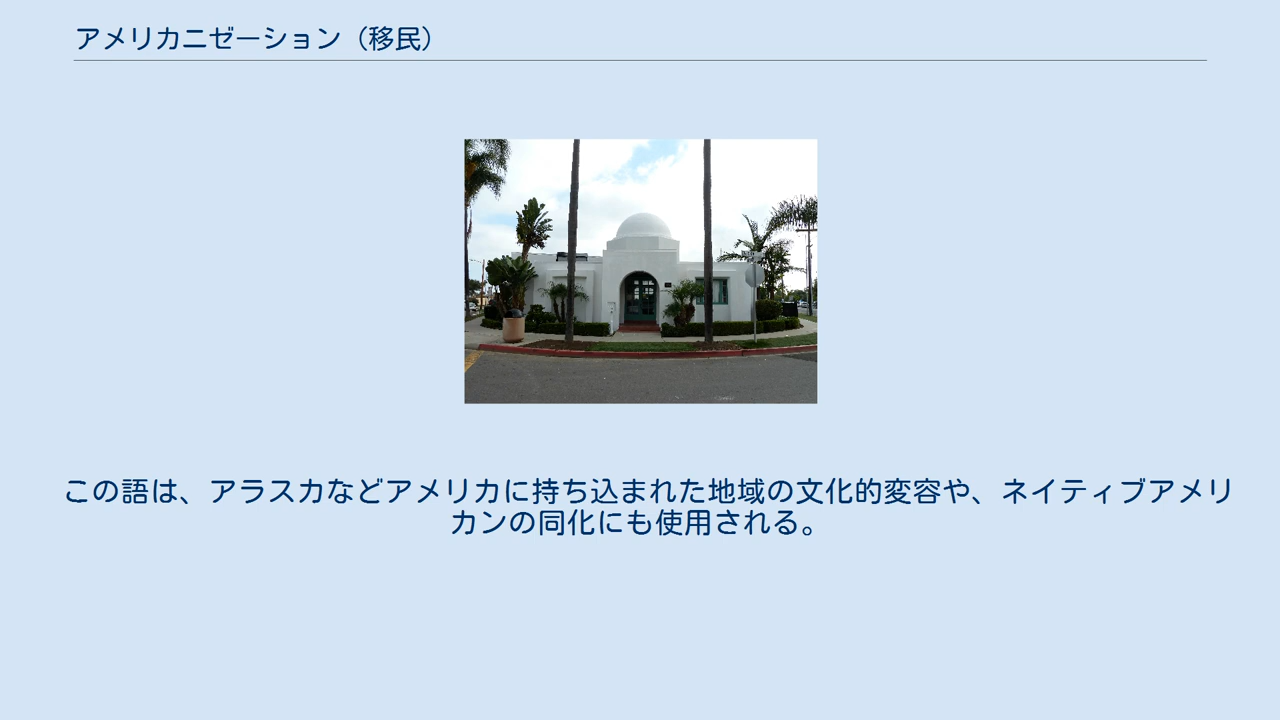 アメリカニゼーション（移民）
この語は、アラスカなどアメリカに持ち込まれた地域の文化的変容や、ネイティブアメリ
カンの同化にも使用される。